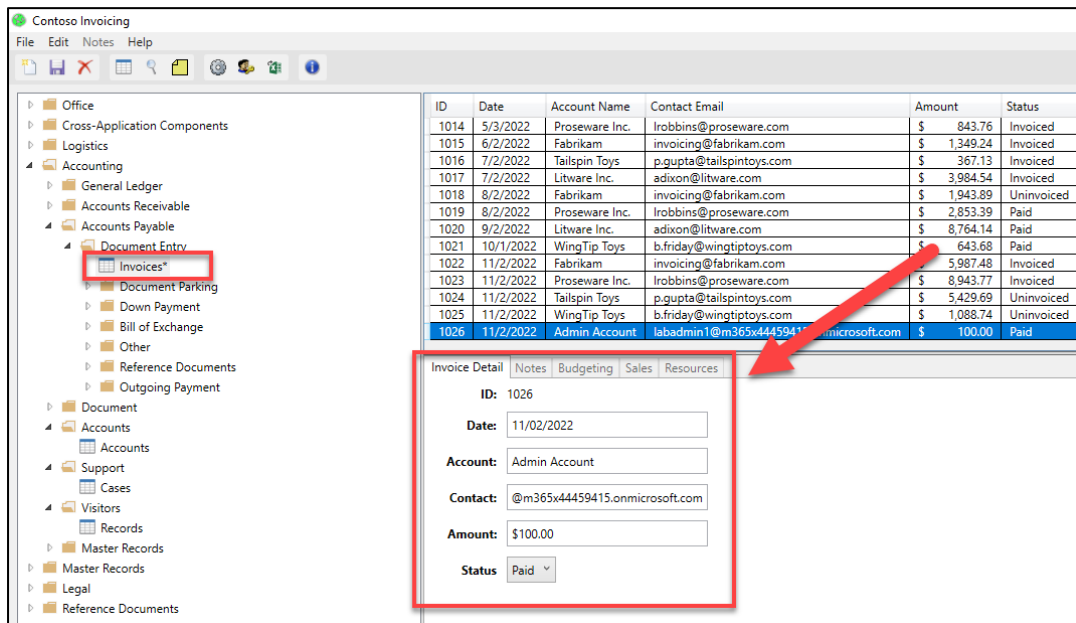 Contoso Invoicing
File Edit Notes Help
Office
Cross-Application Components
Logistics
Accounting
General Ledger
Accounts Receivable
Accounts Payable
Document Entry
Invoices*
Document Parking
Down Payment
Bill of Exchange
Other
Reference Documents
Outgoing Payment
Document
Accounts
Accounts
Support
Cases
Visitors
Records
Master Records
Master Records
Legal
Reference Documents
ID Date Account Name Contact Email Amount Status
1014 5/3/2022 Proseware Inc. lrobbins@proseware.com $ 843.76 Invoiced
1015 6/2/2022 Fabrikam invoicing@fabrikam.com $ 1,349.24 Invoiced
1016 7/2/2022 Tailspin Toys p.gupta@tailspintoys.com $ 367.13 Invoiced
1017 7/2/2022 Litware Inc. adixon@litware.com $ 3,984.54 Invoiced
1018 8/2/2022 Fabrikam invoicing@fabrikam.com $ 1,943.89 Uninvoiced
1019 8/2/2022 Proseware Inc. lrobbins@proseware.com $ 2,853.39 Paid
1020 9/2/2022 Litware Inc. adixon@litware.com $ 8,764.14 Paid
1021 10/1/2022 WingTip Toys b.friday@wingtiptoys.com $ 643.68 Paid
1022 11/2/2022 Fabrikam invoicing@fabrikam.com $ 5,987.48 Invoiced
1023 11/2/2022 Proseware Inc. lrobbins@proseware.com $ 8,943.77 Invoiced
1024 11/2/2022 Tailspin Toys p.gupta@tailspintoys.com $ 5,429.69 Uninvoiced
1025 11/2/2022 WingTip Toys b.friday@wingtiptoys.com $ 1,088.74 Uninvoiced
1026 11/2/2022 Admin Account labadmin1@m365x44459415.onmicrosoft.com $ 100.00 Paid
Invoice Detail Notes Budgeting Sales Resources
ID: 1026
Date: 11/02/2022
Account: Admin Account
Contact: @m365x44459415.onmicrosoft.com
Amount: $100.00
Status Paid